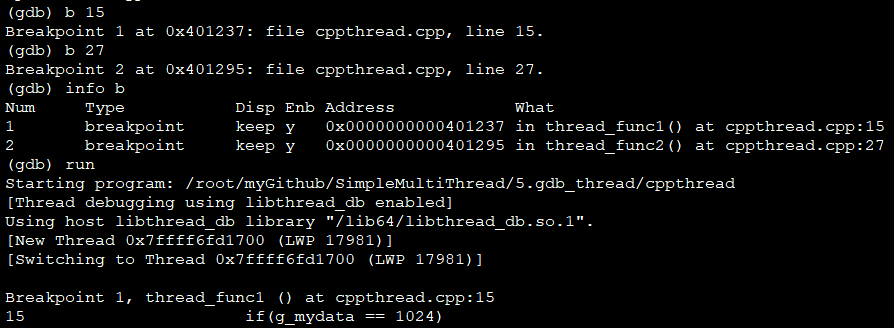 (gdb) b 15
Breakpoint 1 at 0x401237: file cppthread.cpp, line 15.
(gdb) b 27
Breakpoint 2 at 0x401295: file cppthread.cpp, line 27.
(gdb) info b
Num     Type           Disp Enb Address            What
1       breakpoint     keep y   0x0000000000401237 in thread_func1() at cppthread.cpp:15
2       breakpoint     keep y   0x0000000000401295 in thread_func2() at cppthread.cpp:27
(gdb) run
Starting program: /root/myGithub/SimpleMultiThread/5.gdb_thread/cppthread
[Thread debugging using libthread_db enabled]
Using host libthread_db library "/lib64/libthread_db.so.1".
[New Thread 0x7ffff6fd1700 (LWP 17981)]
[Switching to Thread 0x7ffff6fd1700 (LWP 17981)]

Breakpoint 1, thread_func1 () at cppthread.cpp:15
15                      if(g_mydata == 1024)